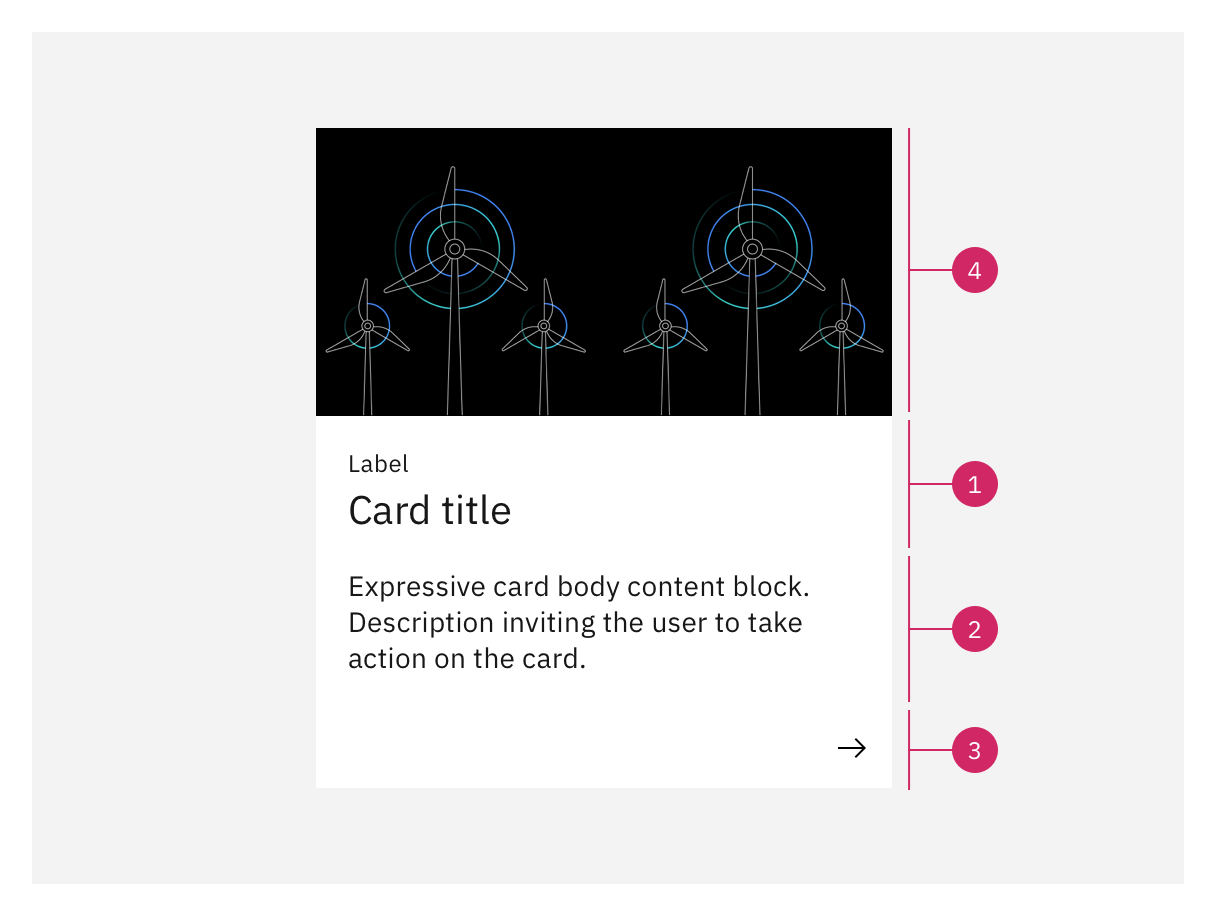 4
Label
Card title
1
Expressive card body content block.
Description inviting the user to take
action on the card.
2
3